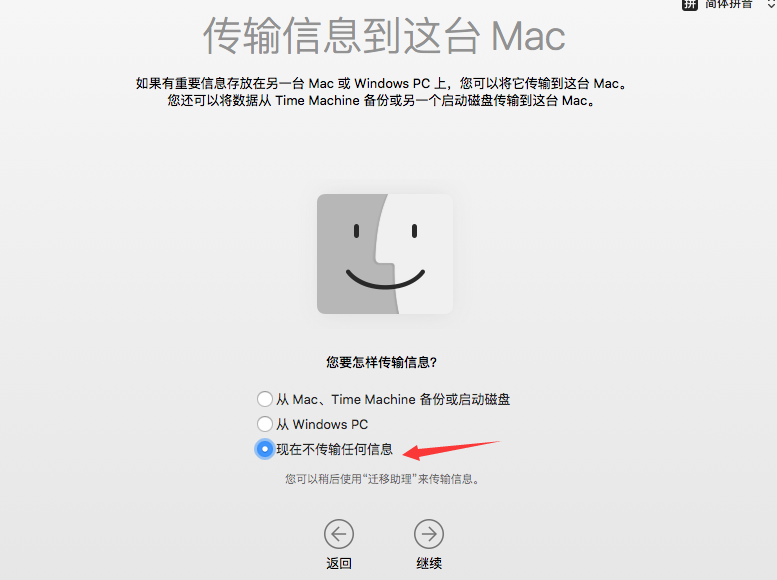 拼 简体拼音
传输信息到这台 Mac
如果有重要信息存放在另一台 Mac 或 Windows PC 上，您可以将它传输到这台 Mac。
您还可以将数据从 Time Machine 备份或另一个启动磁盘传输到这台 Mac。
您要怎样传输信息?
从 Mac、Time Machine 备份或启动磁盘
从 Windows PC
现在不传输任何信息
您可以稍后使用“迁移助理”来传输信息。
返回
继续